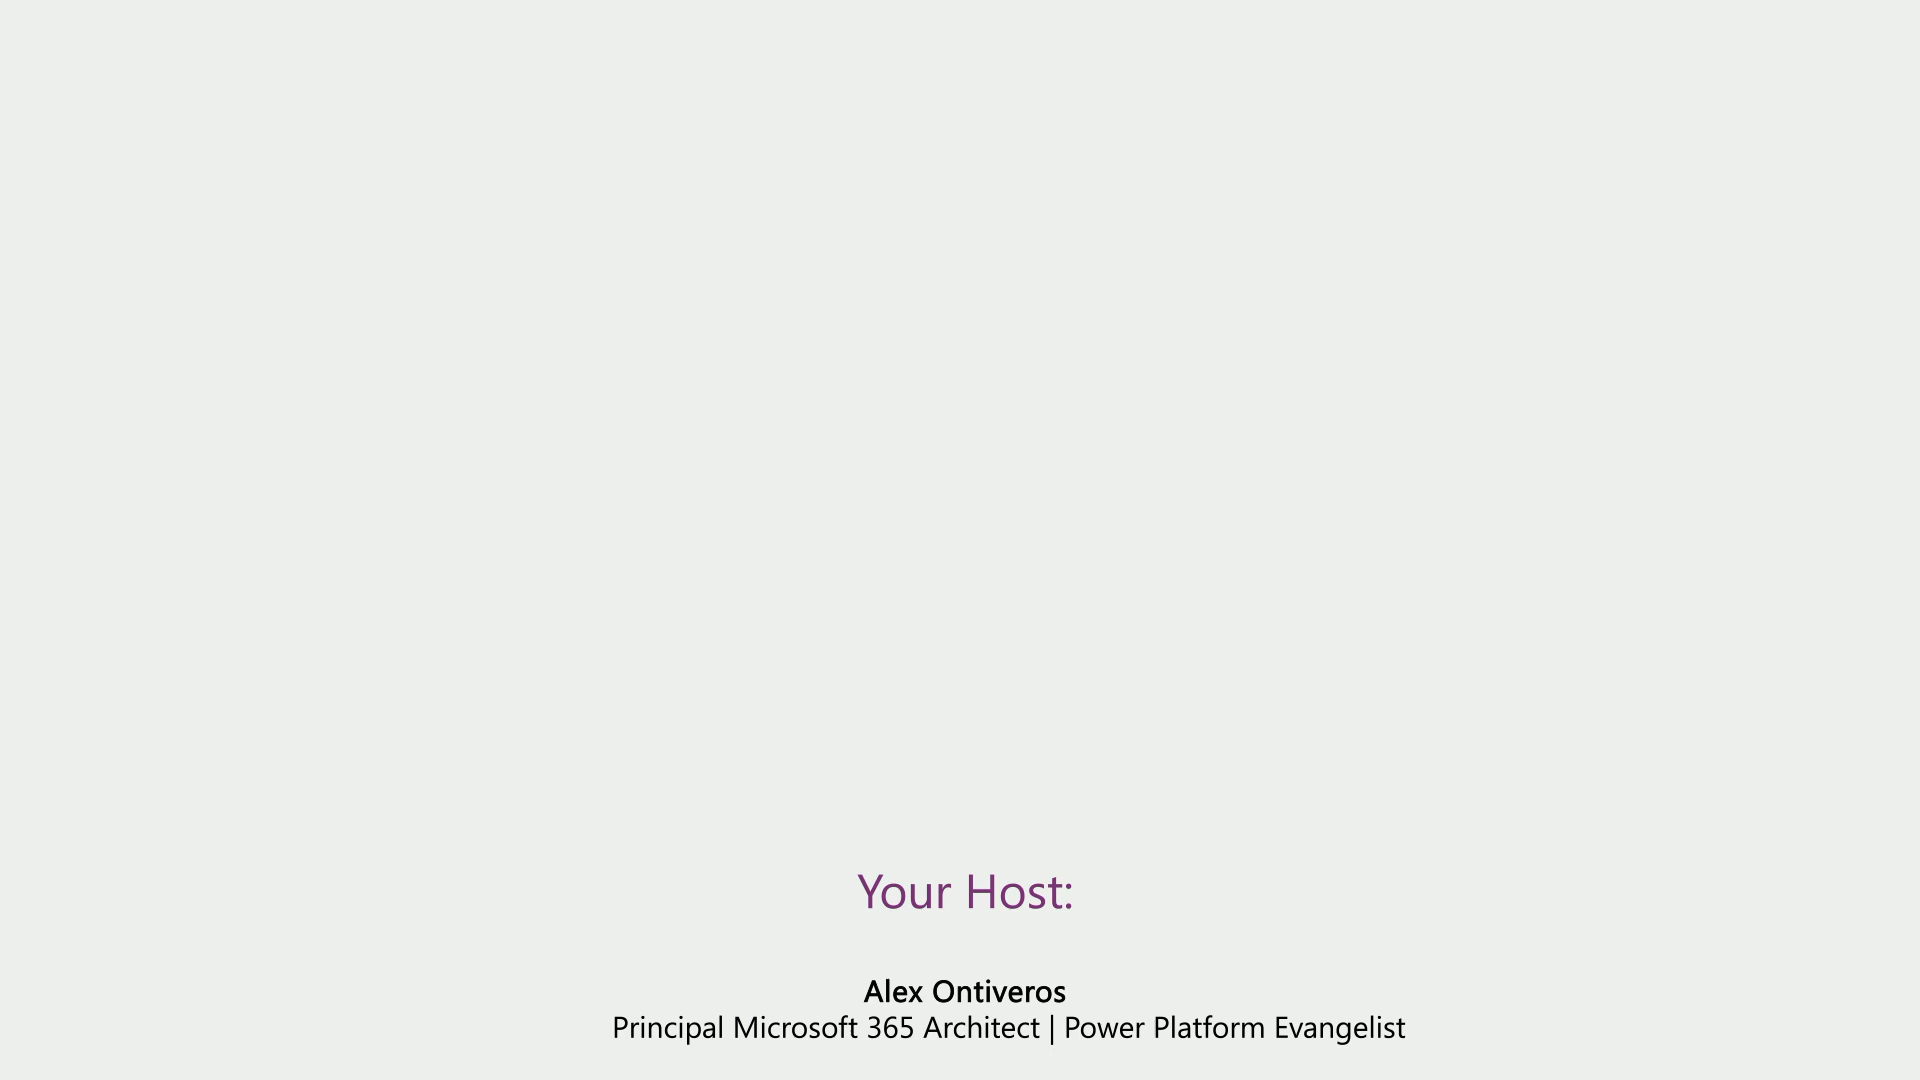 Your Host:
Alex Ontiveros
Principal Microsoft 365 Architect | Power Platform Evangelist